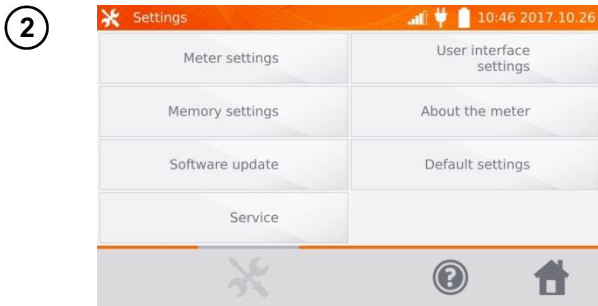 2
Settings
10:46 2017.10.26
Meter settings
User interface
settings
Memory settings
About the meter
Software update
Default settings
Service
?